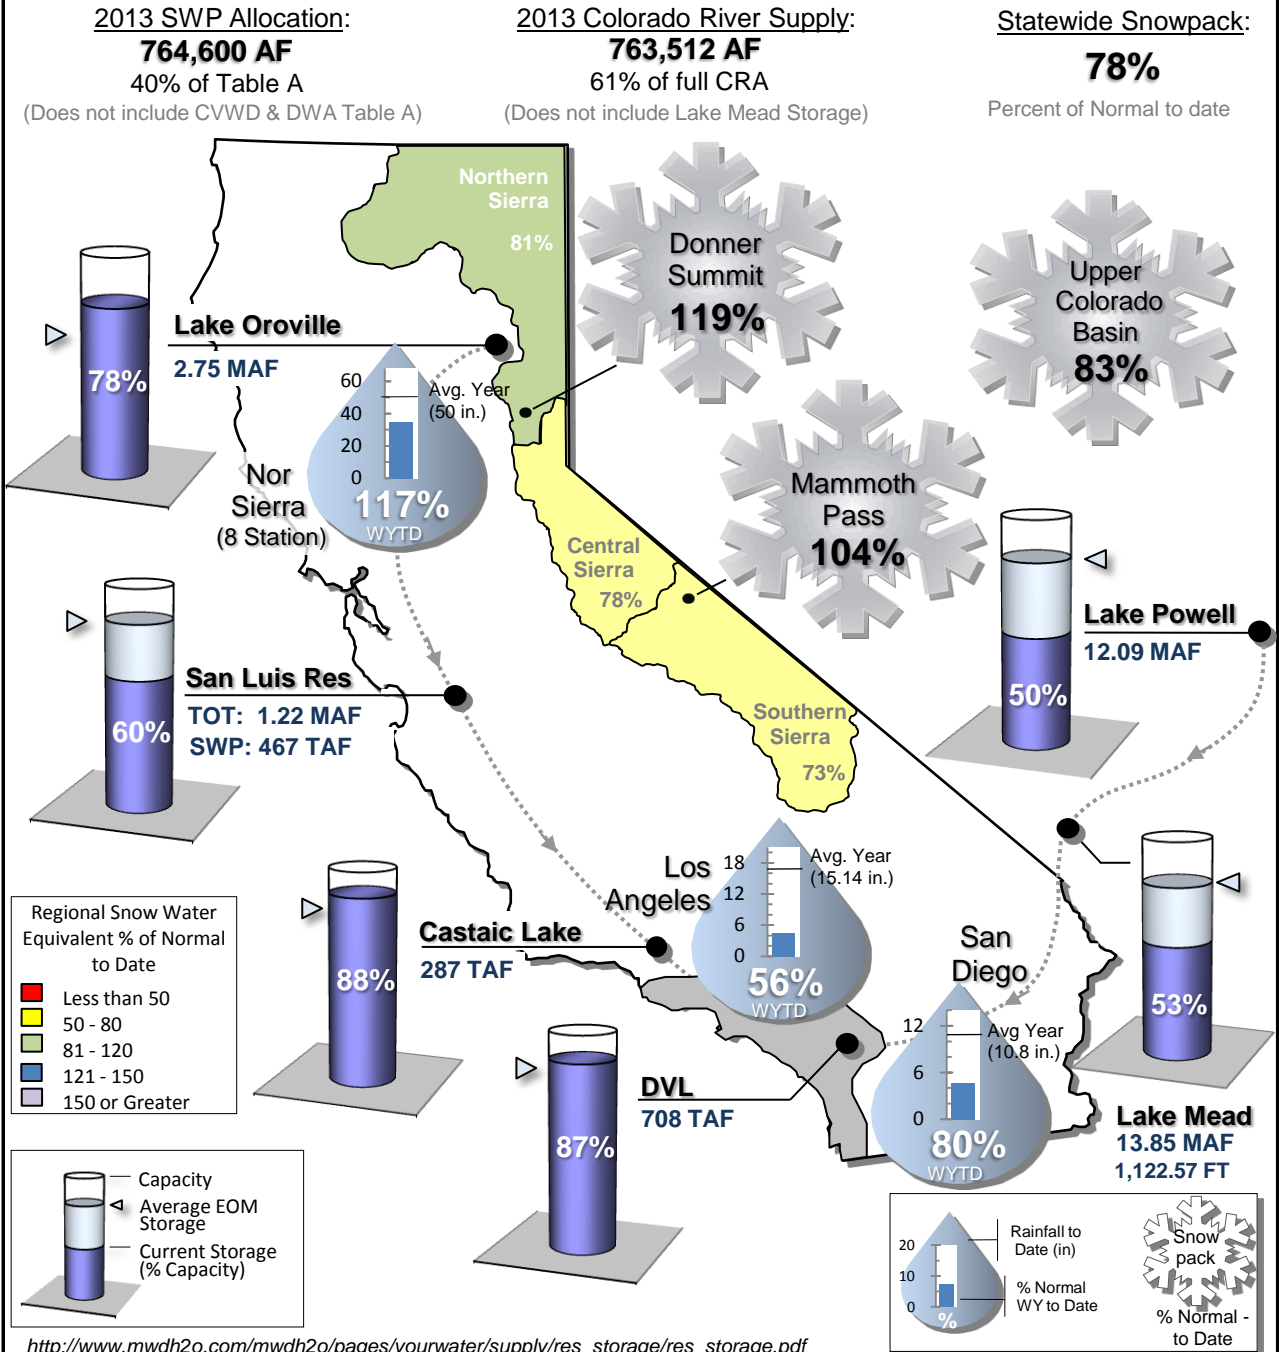 2013 SWP Allocation:
764,600 AF
40% of Table A
(Does not include CVWD & DWA Table A)
2013 Colorado River Supply:
763,512 AF
61% of full CRA
(Does not include Lake Mead Storage)
Statewide Snowpack:
78%
Percent of Normal to date
Northern
Sierra
81%
Donner
Summit
119%
Upper
Colorado
Basin
83%
78%
Lake Oroville
2.75 MAF
60
40
20
0
Avg. Year
(50 in.)
117%
WYTD
Nor
Sierra
(8 Station)
Mammoth
Pass
104%
Central
Sierra
78%
60%
San Luis Res
TOT: 1.22 MAF
SWP: 467 TAF
50%
Lake Powell
12.09 MAF
Southern
Sierra
73%
Los
Angeles
18
12
6
0
Avg. Year
(15.14 in.)
56%
WYTD
Regional Snow Water
Equivalent % of Normal
to Date
Less than 50
50 - 80
81 - 120
121 - 150
150 or Greater
88%
Castaic Lake
287 TAF
San
Diego
12
6
0
Avg Year
(10.8 in.)
80%
WYTD
53%
Lake Mead
13.85 MAF
1,122.57 FT
87%
DVL
708 TAF
Capacity
Average EOM
Storage
Current Storage
(% Capacity)
20
10
0
%
Rainfall to
Date (in)
% Normal
WY to Date
Snow
pack
% Normal -
to Date
http://www.mwdh2o.com/mwdh2o/pages/yourwater/supply/res_storage/res_storage.pdf